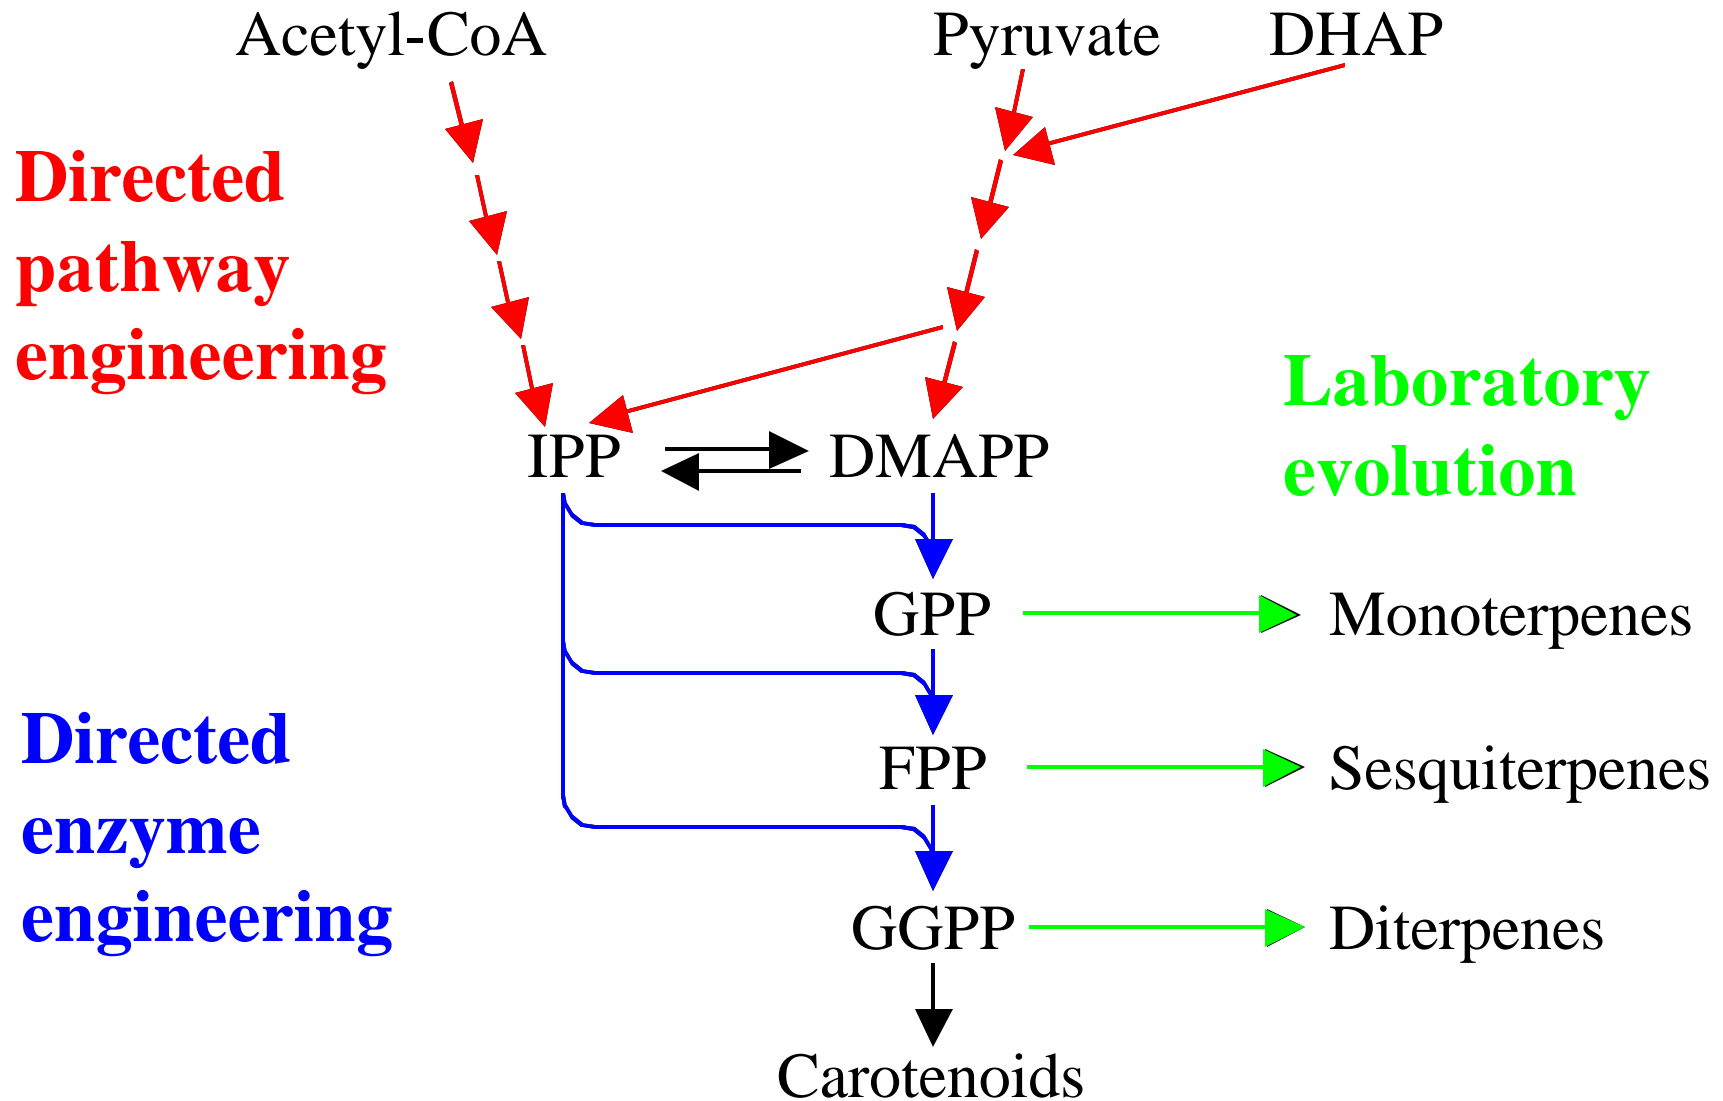 Acetyl-CoA
Pyruvate
DHAP
Directed
pathway
engineering
Laboratory
evolution
IPP
DMAPP
GPP
Monoterpenes
Directed
enzyme
engineering
FPP
Sesquiterpenes
GGPP
Diterpenes
Carotenoids